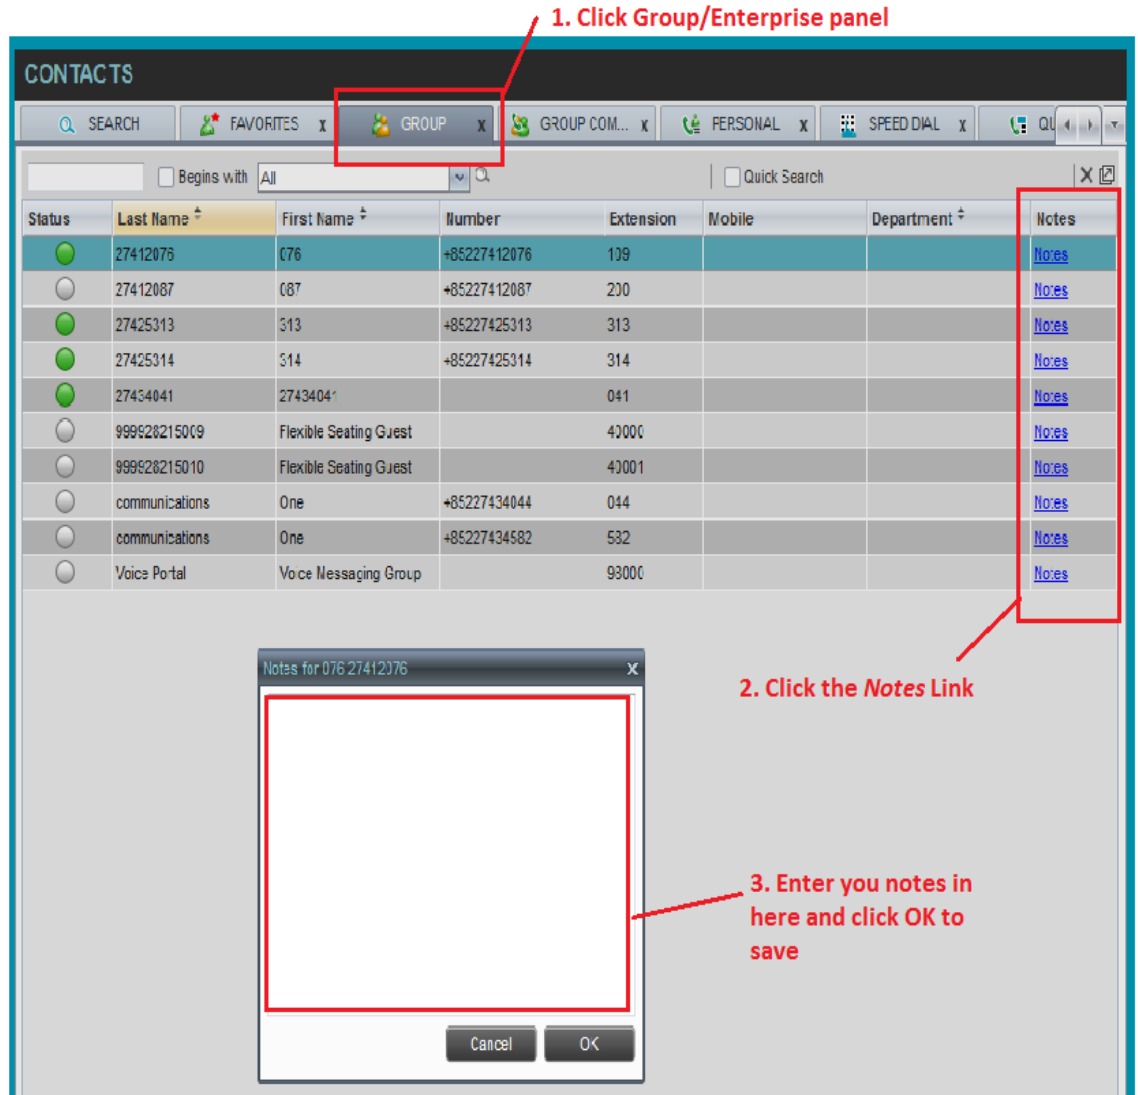 1. Click Group/Enterprise panel
CONTACTS
SEARCH FAVORITES X GROUP X GROUP COM... X PERSONAL X SPEED DIAL X QU
Begins with All Quick Search
Status Last Name First Name Number Extension Mobile Department Notes
27412076 076 +85227412076 109 Notes
27412087 087 +85227412087 200 Notes
27425313 313 +85227425313 313 Notes
27425314 314 +85227425314 314 Notes
27434041 27434041 041 Notes
999928215009 Flexible Seating Guest 40000 Notes
999928215010 Flexible Seating Guest 40001 Notes
communications One +85227434044 044 Notes
communications One +85227434582 582 Notes
Voice Portal Voice Messaging Group 98000 Notes
Notes for 076 27412076 X
2. Click the Notes Link
3. Enter you notes in
here and click OK to
save
Cancel OK